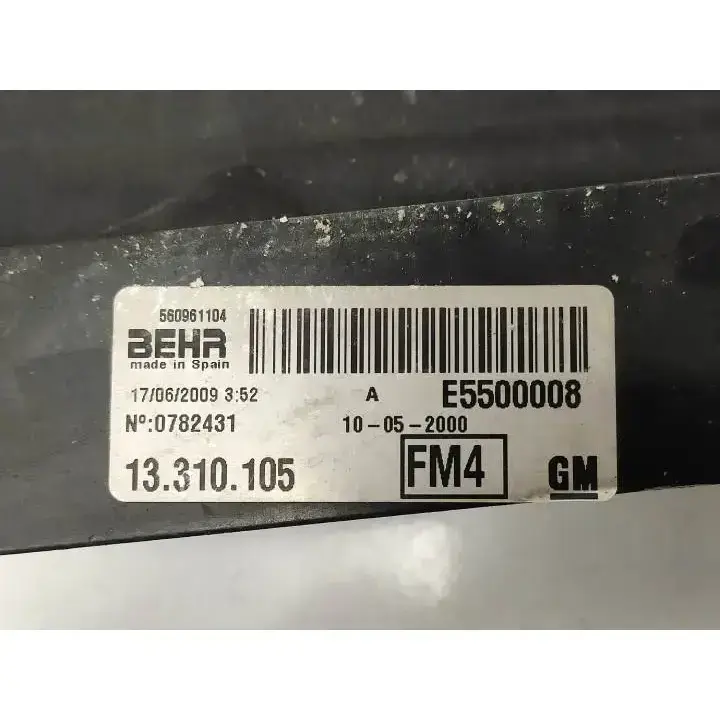 560961104
BEHR
made in Spain
17/06/2009 3:52 A E5500008
Nº:0782431 10-05-2000
13.310.105 FM4 GM